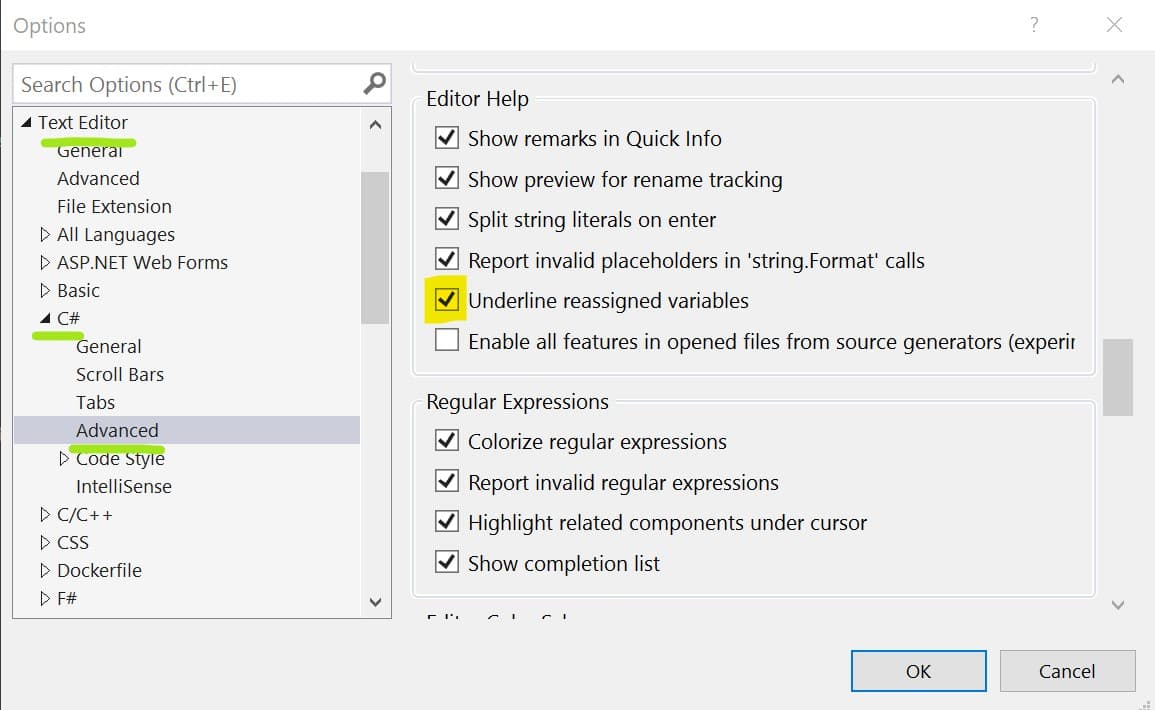 Options
?
Search Options (Ctrl+E)
Text Editor
General
Advanced
File Extension
All Languages
ASP.NET Web Forms
Basic
C#
General
Scroll Bars
Tabs
Advanced
Code Style
IntelliSense
C/C++
CSS
Dockerfile
F#
Editor Help
Show remarks in Quick Info
Show preview for rename tracking
Split string literals on enter
Report invalid placeholders in 'string.Format' calls
Underline reassigned variables
Enable all features in opened files from source generators
Regular Expressions
Colorize regular expressions
Report invalid regular expressions
Highlight related components under cursor
Show completion list
OK
Cancel